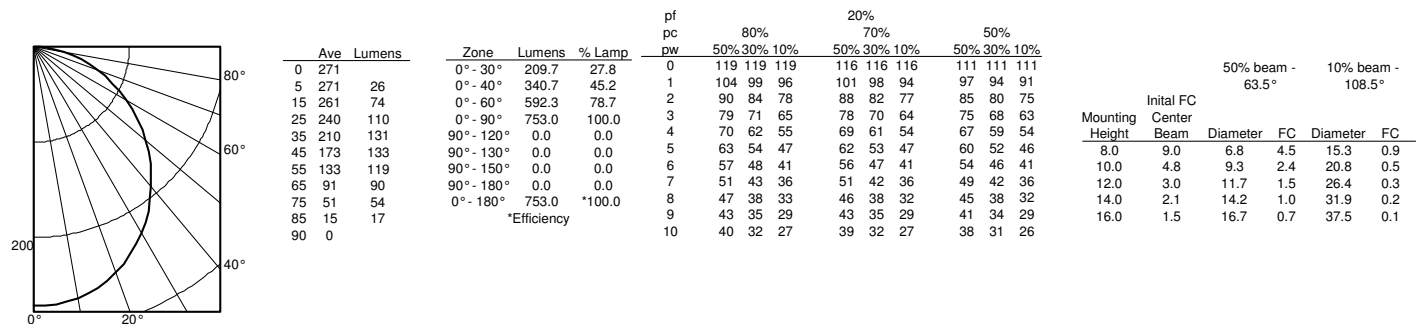 80°
60°
200
40°
0° 20°
Ave Lumens
0 271
5 271 26
15 261 74
25 240 110
35 210 131
45 173 133
55 133 119
65 91 90
75 51 54
85 15 17
90 0
Zone Lumens % Lamp
0° - 30° 209.7 27.8
0° - 40° 340.7 45.2
0° - 60° 592.3 78.7
0° - 90° 753.0 100.0
90° - 120° 0.0 0.0
90° - 130° 0.0 0.0
90° - 150° 0.0 0.0
90° - 180° 0.0 0.0
0° - 180° 753.0 *100.0
*Efficiency
pf 20%
pc 80% 70% 50%
pw 50% 30% 10% 50% 30% 10% 50% 30% 10%
0 119 119 119 116 116 116 111 111 111
1 104 99 96 101 98 94 97 94 91
2 90 84 78 88 82 77 85 80 75
3 79 71 65 78 70 64 75 68 63
4 70 62 55 69 61 54 67 59 54
5 63 54 47 62 53 47 60 52 46
6 57 48 41 56 47 41 54 46 41
7 51 43 36 51 42 36 49 42 36
8 47 38 33 46 38 32 45 38 32
9 43 35 29 43 35 29 41 34 29
10 40 32 27 39 32 27 38 31 26
50% beam - 10% beam -
63.5° 108.5°
Inital FC
Mounting Center
Height Beam Diameter FC Diameter FC
8.0 9.0 6.8 4.5 15.3 0.9
10.0 4.8 9.3 2.4 20.8 0.5
12.0 3.0 11.7 1.5 26.4 0.3
14.0 2.1 14.2 1.0 31.9 0.2
16.0 1.5 16.7 0.7 37.5 0.1